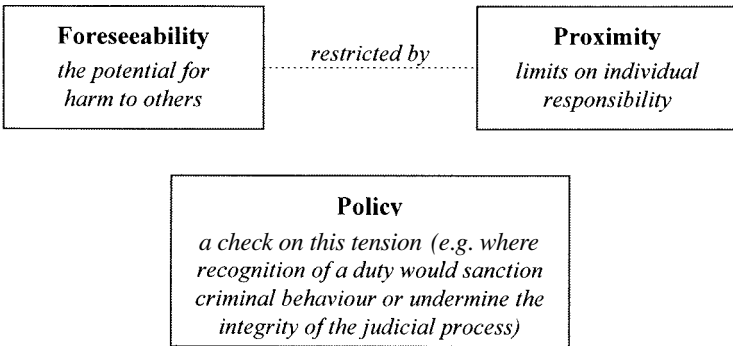 Foreseeability
the potential for
harm to others
restricted by
Proximity
limits on individual
responsibility
Policy
a check on this tension (e.g. where
recognition of a duty would sanction
criminal behaviour or undermine the
integrity of the judicial process)